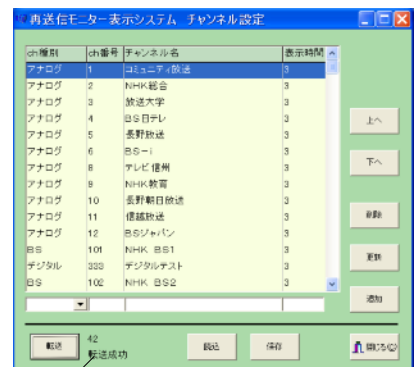 再送信モニター表示システム チャンネル設定
ch種別 ch番号 チャンネル名 表示時間
アナログ 1 コミュニティ放送 3
アナログ 2 NHK総合 3
アナログ 3 放送大学 3
アナログ 4 BS日テレ 3
アナログ 5 長野放送 3
アナログ 6 BS-i 3
アナログ 8 テレビ信州 3
アナログ 9 NHK教育 3
アナログ 10 長野朝日放送 3
アナログ 11 信越放送 3
アナログ 12 BSジャパン 3
BS 101 NHK BS1 3
デジタル 333 デジタルテスト 3
BS 102 NHK BS2 3
上へ
下へ
削除
更新
追加
転送
42
転送成功
読込
保存
閉じる(C)